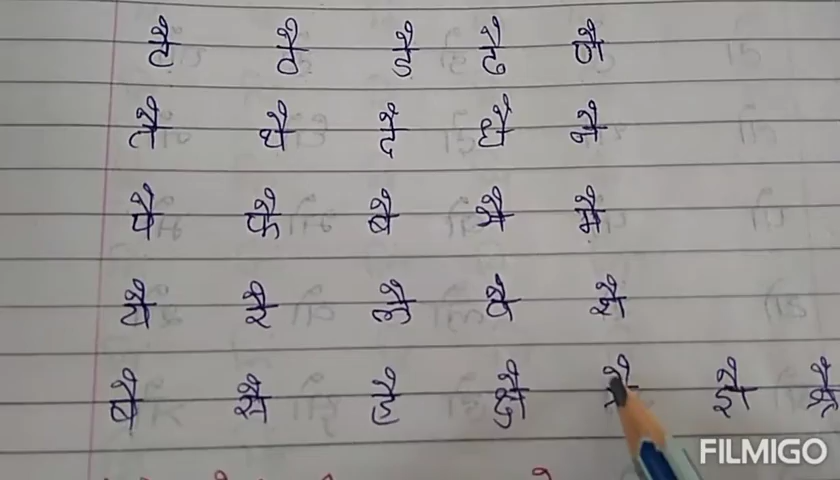 टै ठै डै ढै णै
तै थै दै धै नै
पै फै बै भै मै
यै रै लै वै शै
षै सै है क्षै ज्ञै श्रै
FILMIGO